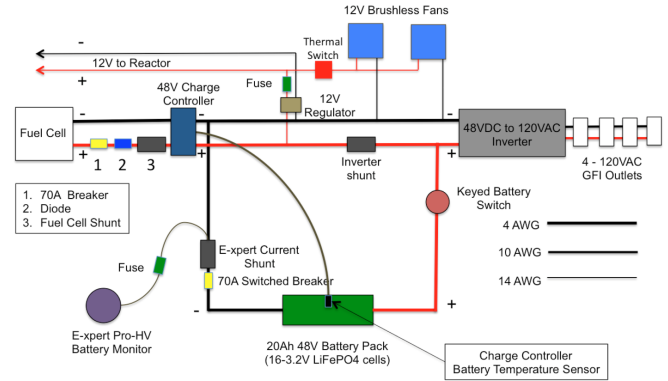 12V Brushless Fans
Thermal
Switch
-
12V to Reactor
+
Fuse
48V Charge
Controller
12V
Regulator
-
-
-
Fuel Cell
48VDC to 120VAC
Inverter
+
+
+
1 2 3
Inverter
shunt
4 - 120VAC
GFI Outlets
1. 70A Breaker
2. Diode
3. Fuel Cell Shunt
Keyed Battery
Switch
4 AWG
10 AWG
14 AWG
E-xpert Current
Shunt
Fuse
70A Switched Breaker
-
+
E-xpert Pro-HV
Battery Monitor
20Ah 48V Battery Pack
(16-3.2V LiFePO4 cells)
Charge Controller
Battery Temperature Sensor